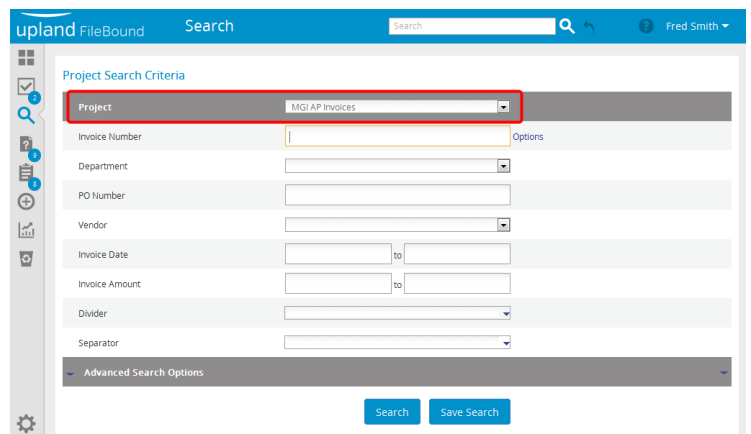 upland FileBound Search Search ? Fred Smith
Project Search Criteria
Project MGI AP Invoices
Invoice Number Options
2
Department
? 9
PO Number
8
Vendor
Invoice Date to
Invoice Amount to
Divider
Separator
Advanced Search Options
Search Save Search